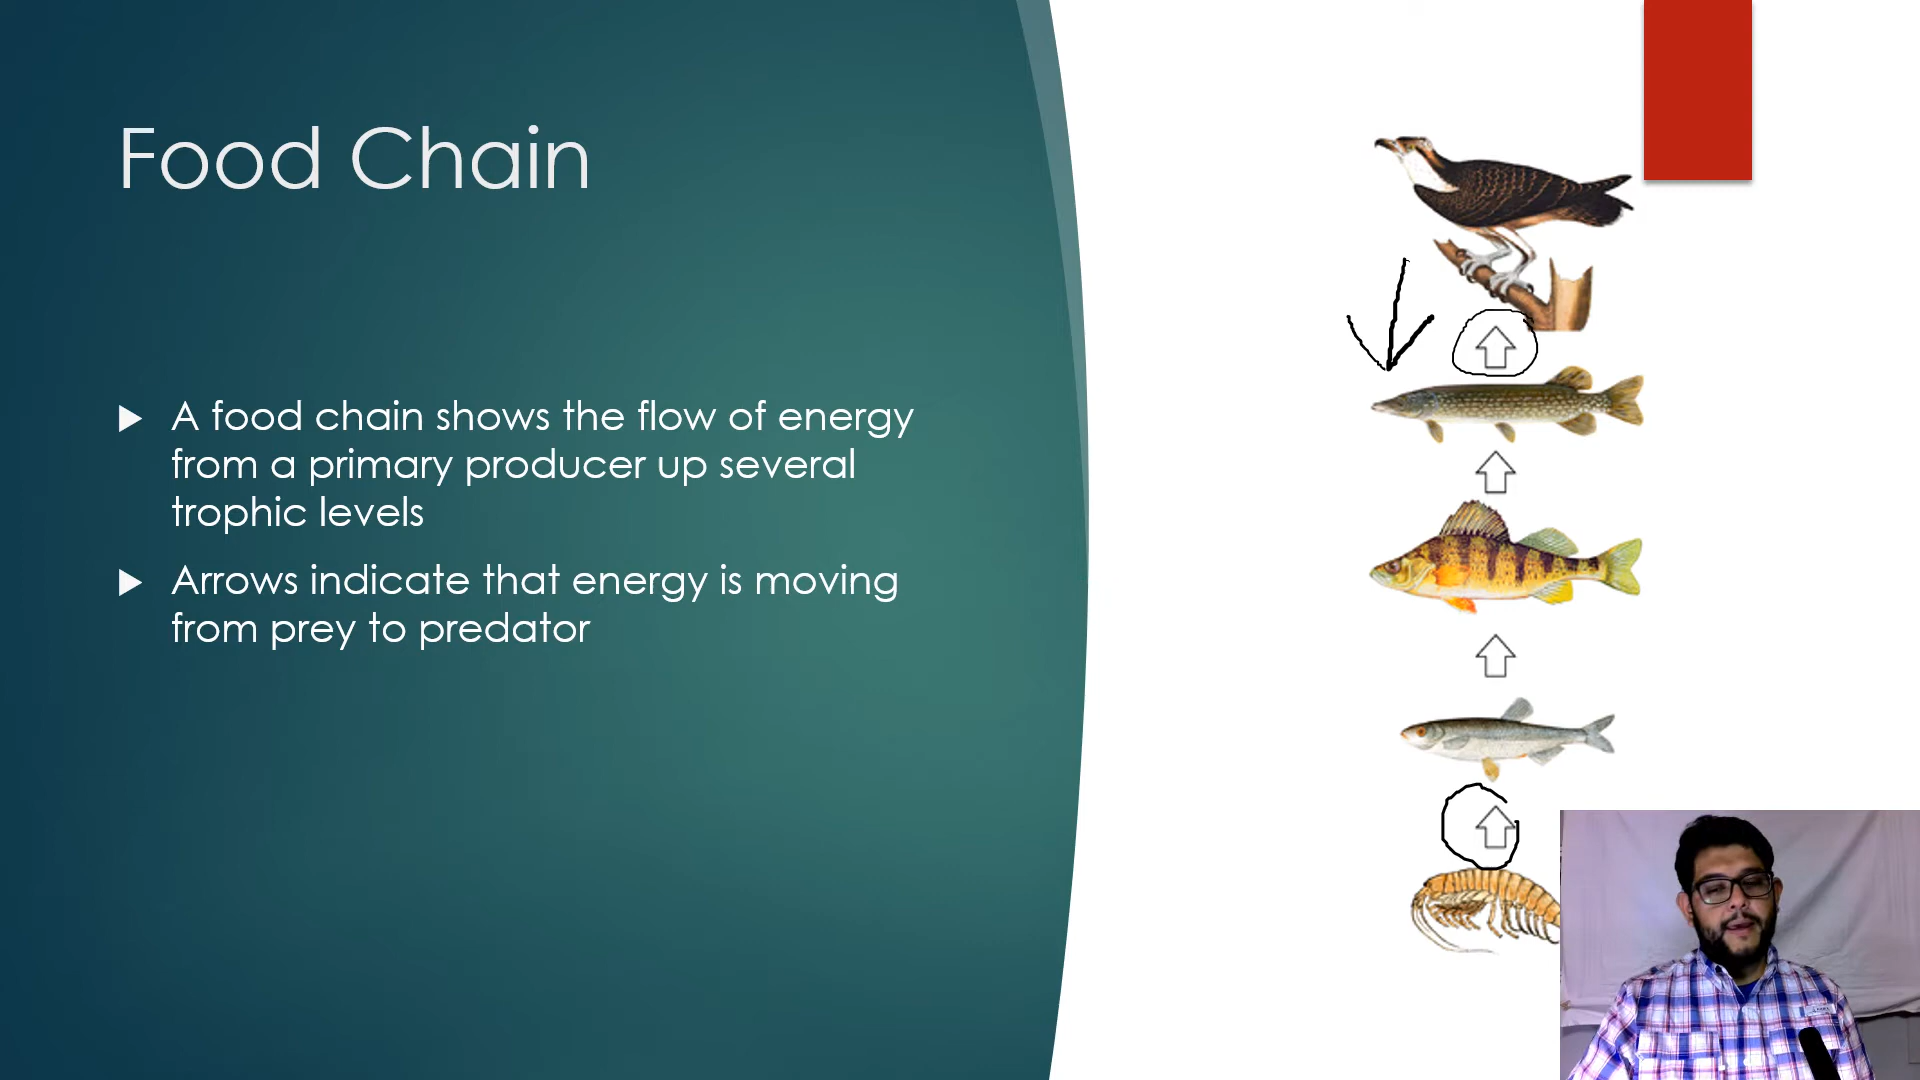 Food Chain
A food chain shows the flow of energy
from a primary producer up several
trophic levels
Arrows indicate that energy is moving
from prey to predator